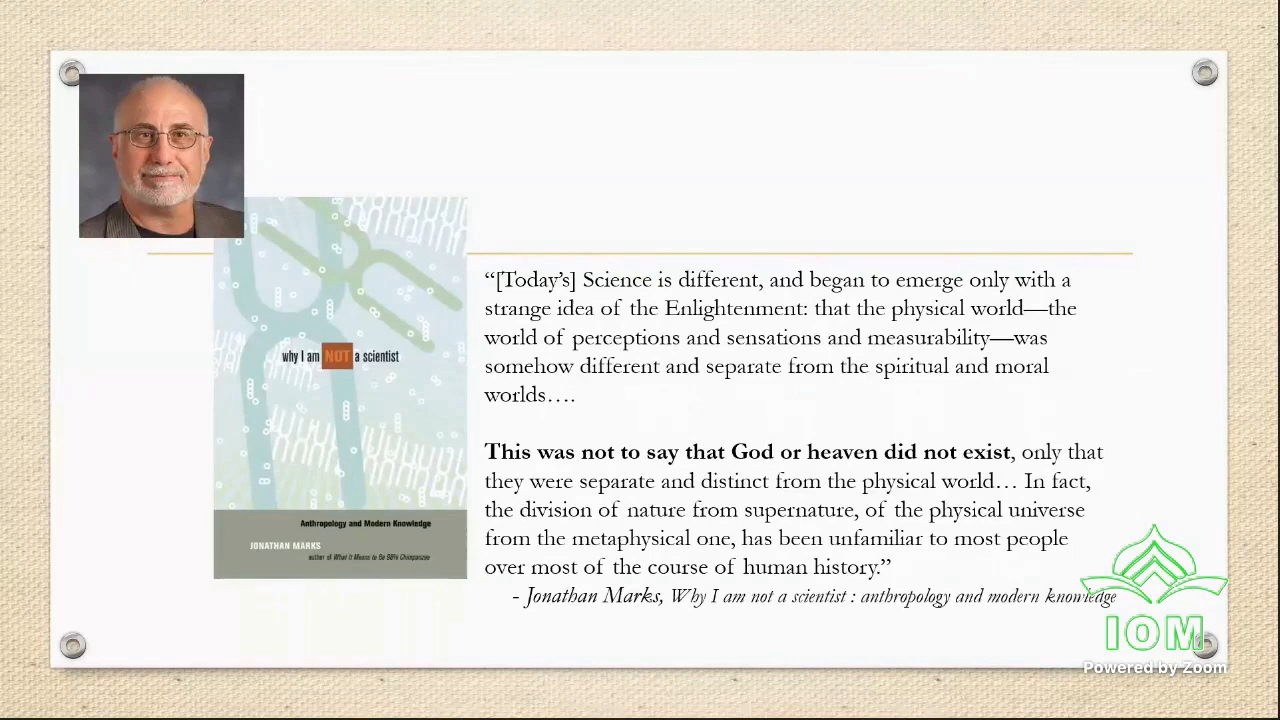 why I am NOT a scientist
Anthropology and Modern Knowledge
JONATHAN MARKS
author of What It Means to Be 98% Chimpanzee
“[Today’s] Science is different, and began to emerge only with a
strange idea of the Enlightenment: that the physical world—the
world of perceptions and sensations and measurability—was
somehow different and separate from the spiritual and moral
worlds….
This was not to say that God or heaven did not exist, only that
they were separate and distinct from the physical world… In fact,
the division of nature from supernature, of the physical universe
from the metaphysical one, has been unfamiliar to most people
over most of the course of human history.”
- Jonathan Marks, Why I am not a scientist : anthropology and modern knowledge
IOM
Powered by Zoom